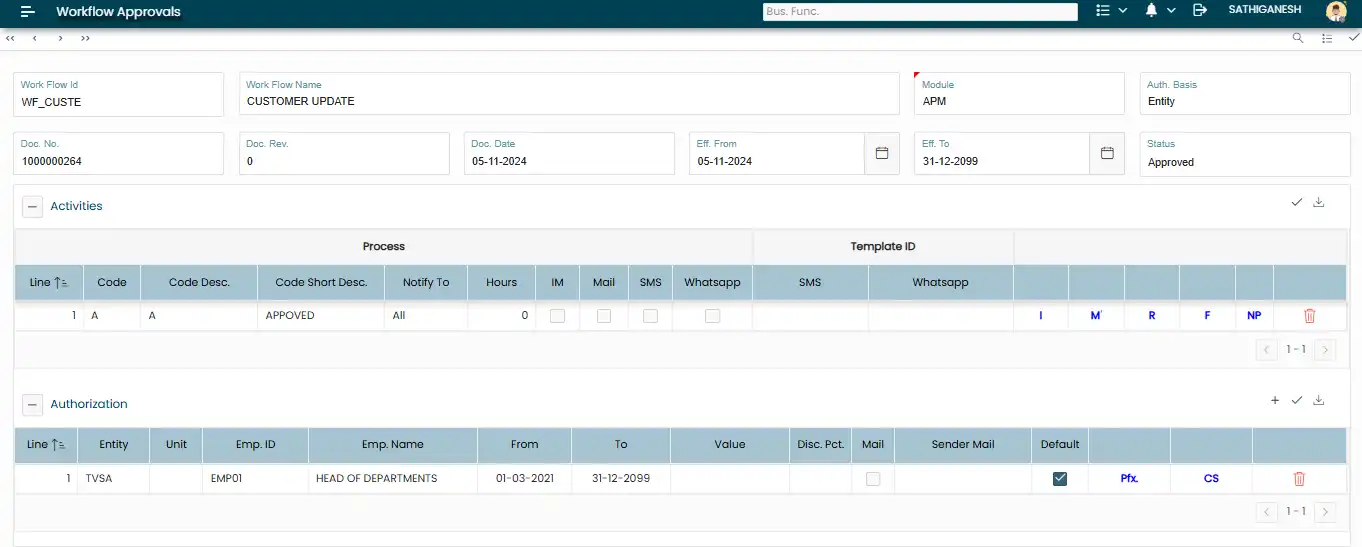 Workflow Approvals Bus. Func. SATHIGANESH
<< < > >>
Work Flow Id Work Flow Name Module Auth. Basis
WF_CUSTE CUSTOMER UPDATE APM Entity
Doc. No. Doc. Rev. Doc. Date Eff. From Eff. To Status
1000000264 0 05-11-2024 05-11-2024 31-12-2099 Approved
Activities
Process Template ID
Line Code Code Desc. Code Short Desc. Notify To Hours IM Mail SMS Whatsapp SMS Whatsapp
1 A A APPOVED All 0 I M' R F NP
< 1 - 1 >
Authorization
Line Entity Unit Emp. ID Emp. Name From To Value Disc. Pct. Mail Sender Mail Default
1 TVSA EMP01 HEAD OF DEPARTMENTS 01-03-2021 31-12-2099 Pfx. CS
< 1 - 1 >